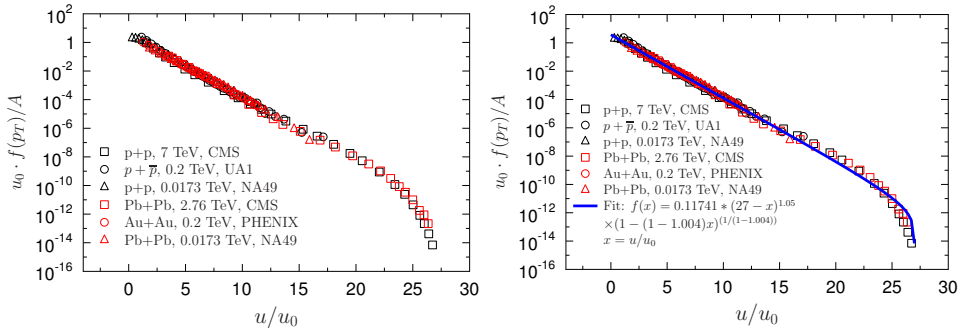 10^{+2}
1
10^{-2}
10^{-4}
10^{-6}
10^{-8}
10^{-10}
10^{-12}
10^{-14}
10^{-16}
u_0 · f(p_T)/A
p+p, 7 TeV, CMS
p + p̅, 0.2 TeV, UA1
p+p, 0.0173 TeV, NA49
Pb+Pb, 2.76 TeV, CMS
Au+Au, 0.2 TeV, PHENIX
Pb+Pb, 0.0173 TeV, NA49
0 5 10 15 20 25 30
u/u_0
10^{+2}
1
10^{-2}
10^{-4}
10^{-6}
10^{-8}
10^{-10}
10^{-12}
10^{-14}
10^{-16}
u_0 · f(p_T)/A
p+p, 7 TeV, CMS
p + p̅, 0.2 TeV, UA1
p+p, 0.0173 TeV, NA49
Pb+Pb, 2.76 TeV, CMS
Au+Au, 0.2 TeV, PHENIX
Pb+Pb, 0.0173 TeV, NA49
Fit: f(x) = 0.11741 * (27 − x)^{1.05}
×(1 − (1 − 1.004)x)^{(1/(1−1.004))}
x = u/u_0
0 5 10 15 20 25 30
u/u_0